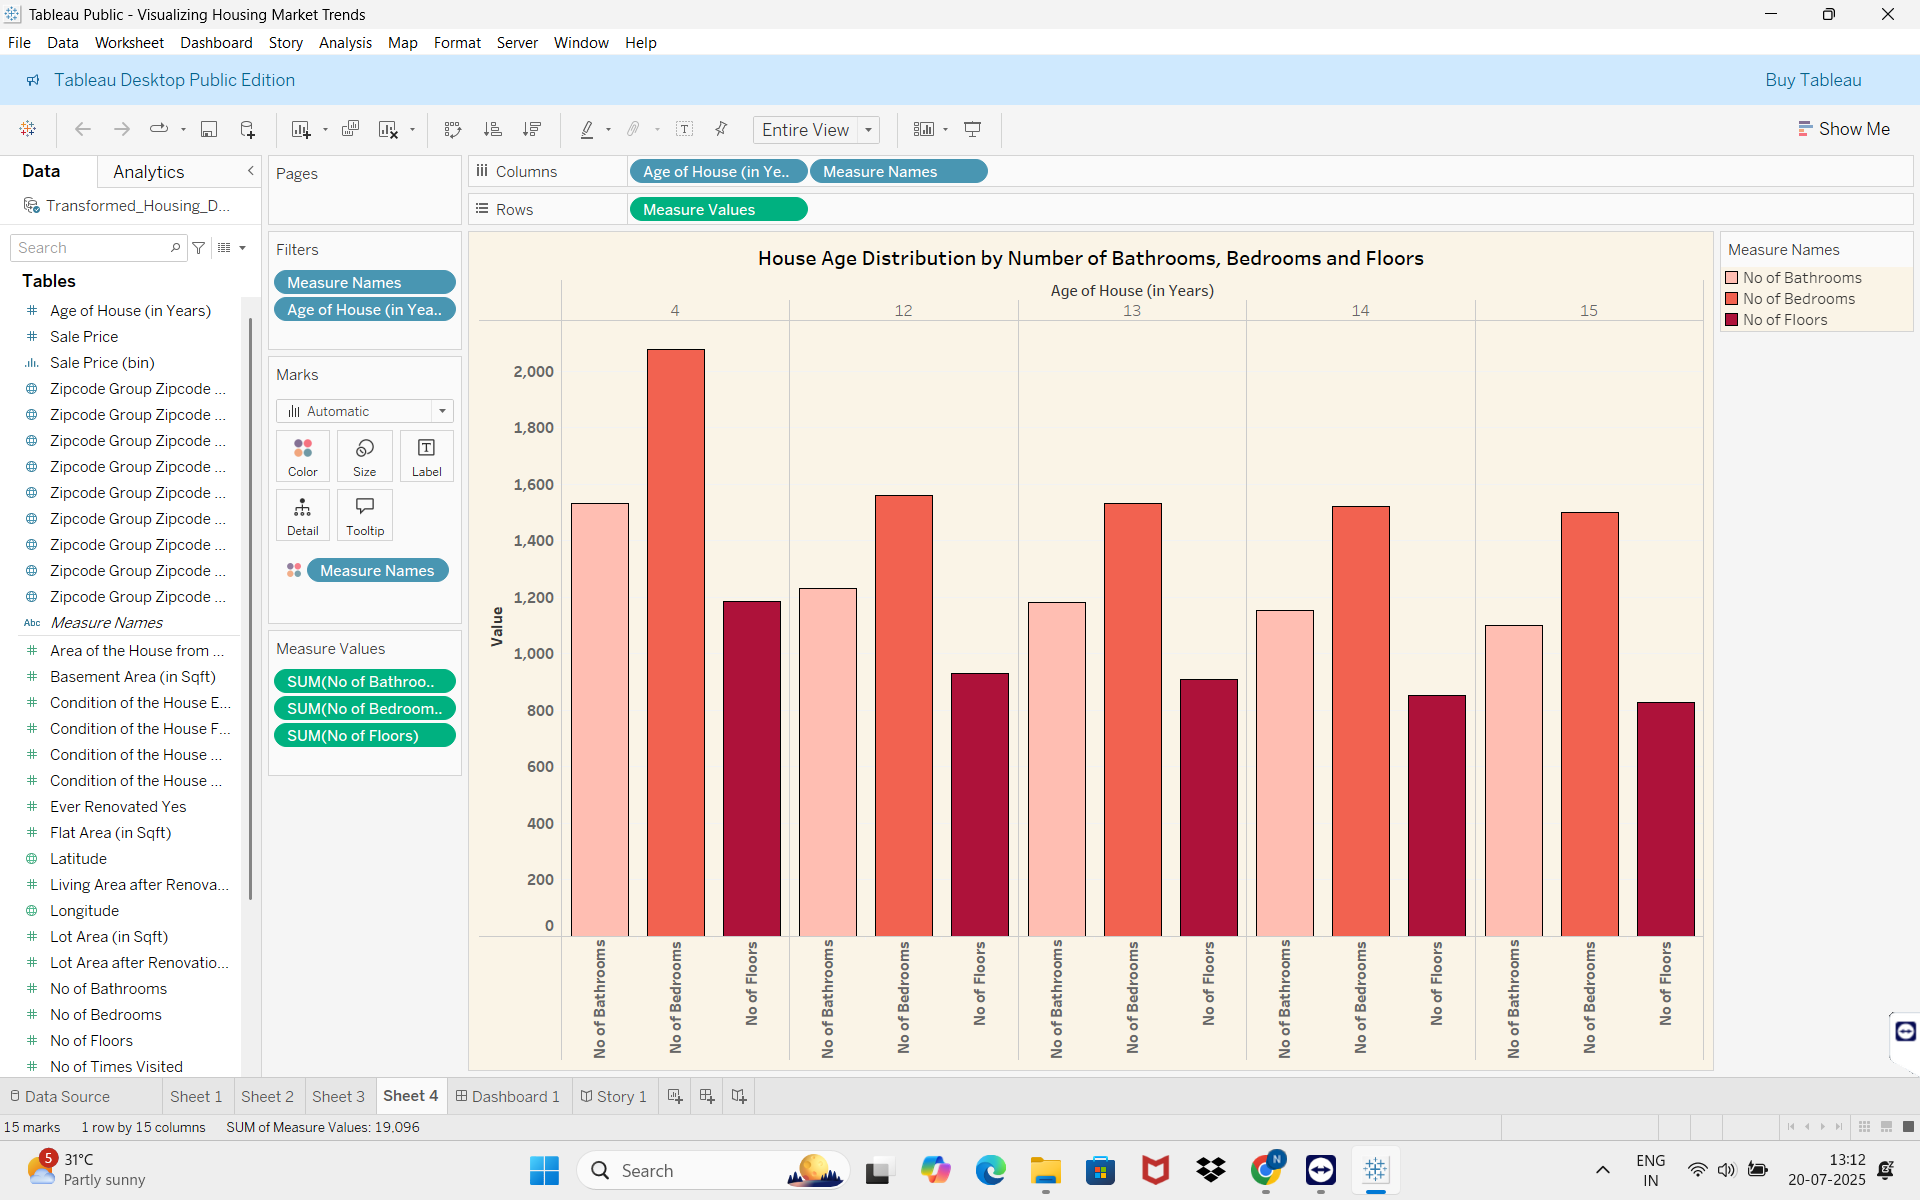 Tableau Public - Visualizing Housing Market Trends
File Data Worksheet Dashboard Story Analysis Map Format Server Window Help
Tableau Desktop Public Edition
Buy Tableau
Entire View
Show Me
Data
Analytics
Transformed_Housing_D...
Search
Tables
Age of House (in Years)
Sale Price
Sale Price (bin)
Zipcode Group Zipcode ...
Zipcode Group Zipcode ...
Zipcode Group Zipcode ...
Zipcode Group Zipcode ...
Zipcode Group Zipcode ...
Zipcode Group Zipcode ...
Zipcode Group Zipcode ...
Zipcode Group Zipcode ...
Zipcode Group Zipcode ...
Abc Measure Names
Area of the House from ...
Basement Area (in Sqft)
Condition of the House E...
Condition of the House F...
Condition of the House ...
Condition of the House ...
Ever Renovated Yes
Flat Area (in Sqft)
Latitude
Living Area after Renova...
Longitude
Lot Area (in Sqft)
Lot Area after Renovatio...
No of Bathrooms
No of Bedrooms
No of Floors
No of Times Visited
Pages
Filters
Measure Names
Age of House (in Yea..
Marks
Automatic
Color
Size
Label
Detail
Tooltip
Measure Names
Measure Values
SUM(No of Bathroo..
SUM(No of Bedroom..
SUM(No of Floors)
Columns
Age of House (in Ye..
Measure Names
Rows
Measure Values
House Age Distribution by Number of Bathrooms, Bedrooms and Floors
Age of House (in Years)
4
12
13
14
15
Value
2,000
1,800
1,600
1,400
1,200
1,000
800
600
400
200
0
No of Bathrooms
No of Bedrooms
No of Floors
No of Bathrooms
No of Bedrooms
No of Floors
No of Bathrooms
No of Bedrooms
No of Floors
No of Bathrooms
No of Bedrooms
No of Floors
No of Bathrooms
No of Bedrooms
No of Floors
Measure Names
No of Bathrooms
No of Bedrooms
No of Floors
Data Source
Sheet 1
Sheet 2
Sheet 3
Sheet 4
Dashboard 1
Story 1
15 marks
1 row by 15 columns
SUM of Measure Values: 19,096
5
31°C
Partly sunny
Search
N
ENG
IN
13:12
20-07-2025